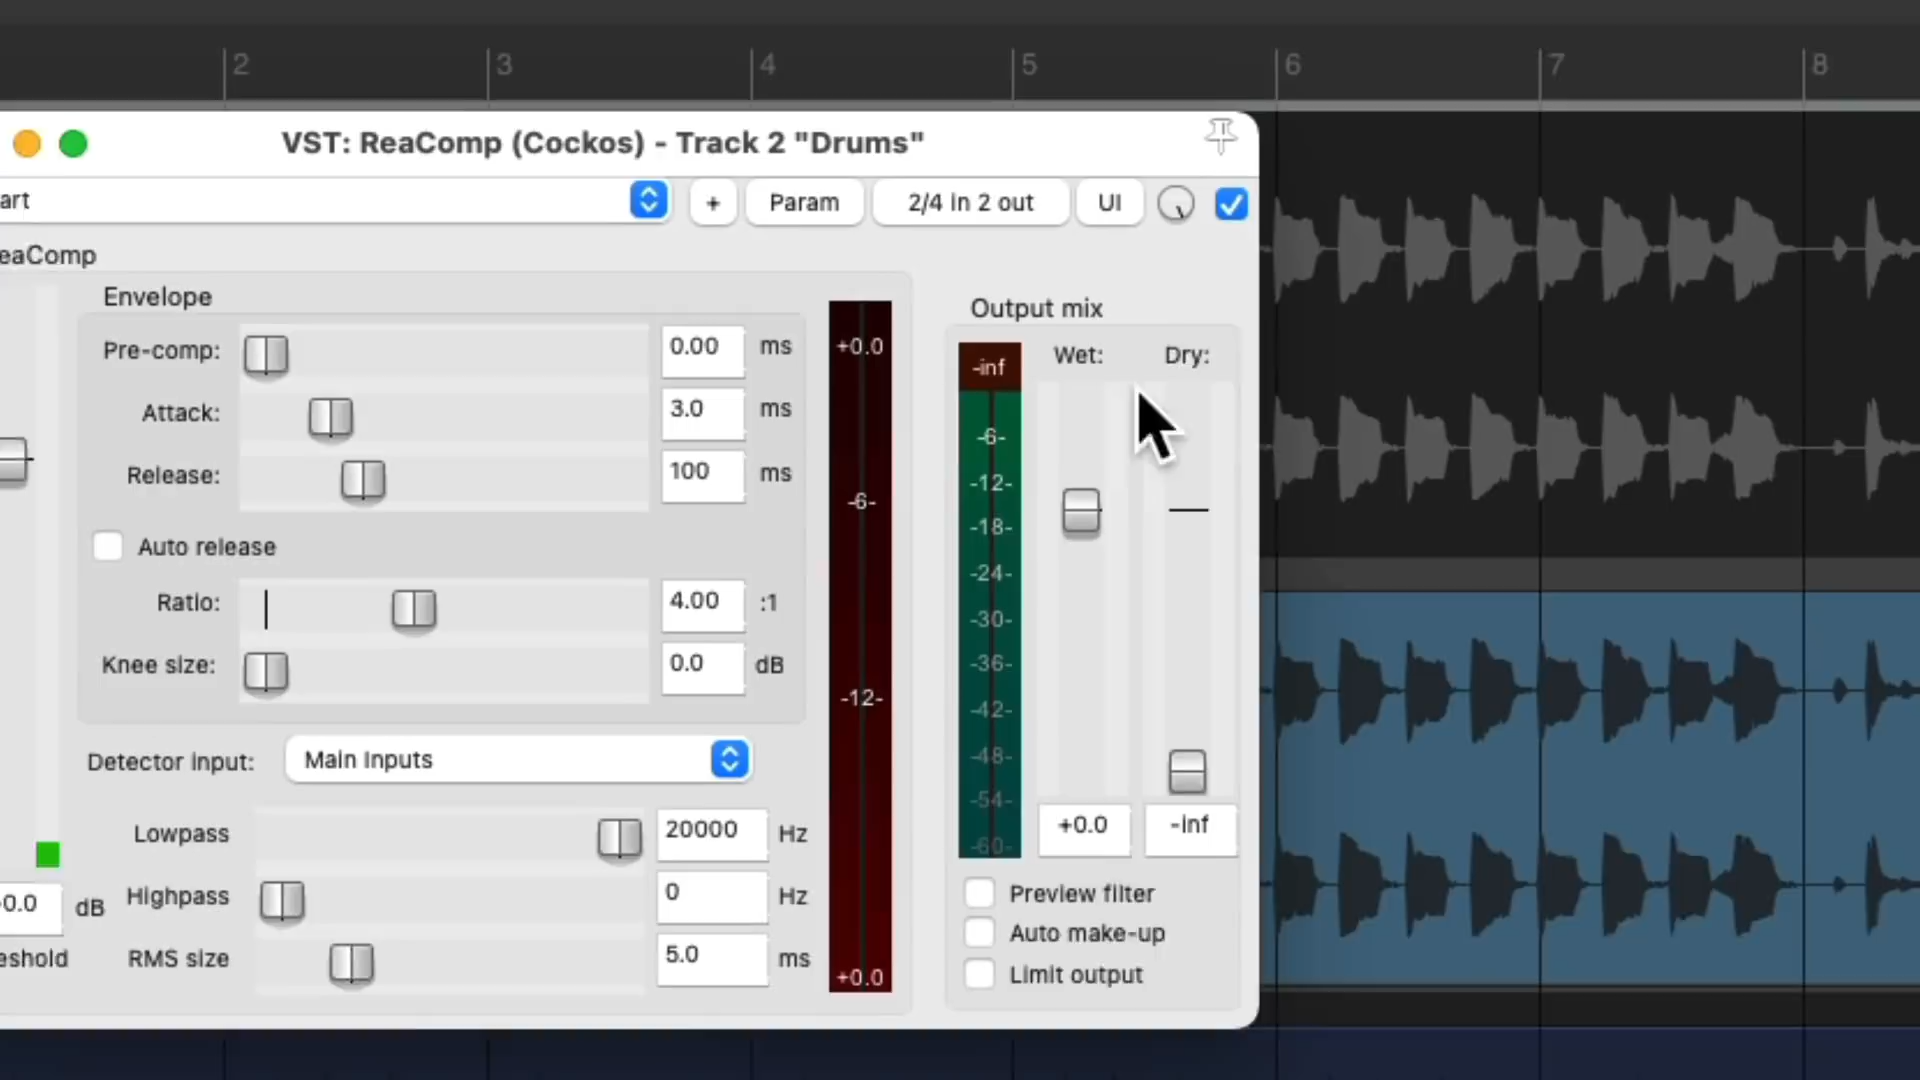 2 3 4 5 6 7 8
VST: ReaComp (Cockos) - Track 2 "Drums"
art + Param 2/4 in 2 out UI
eaComp
Envelope
Pre-comp: 0.00 ms
Attack: 3.0 ms
Release: 100 ms
Auto release
Ratio: 4.00 :1
Knee size: 0.0 dB
Detector input: Main Inputs
Lowpass 20000 Hz
0.0 dB Highpass 0 Hz
eshold RMS size 5.0 ms
+0.0
-6-
-12-
+0.0
Output mix
Wet: Dry:
-inf
-6-
-12-
-18-
-24-
-30-
-36-
-42-
-48-
-54-
-60-
+0.0 -inf
Preview filter
Auto make-up
Limit output